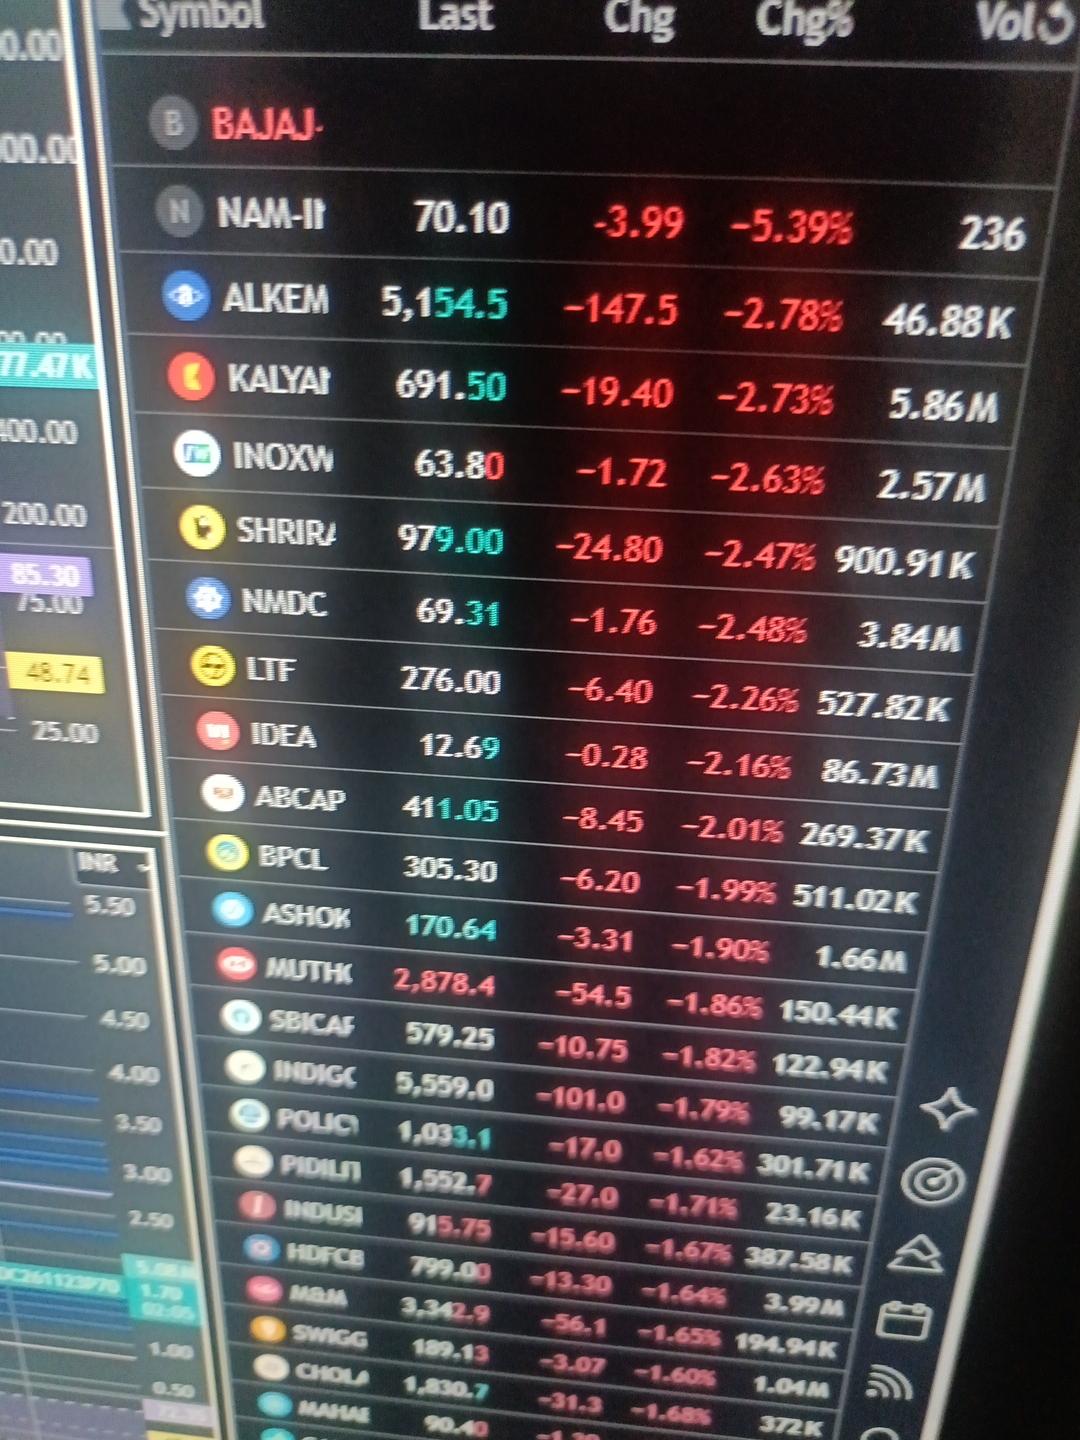 Symbol Last Chg Chg% Vol
B BAJAJ-
N NAM-I 70.10 -3.99 -5.39% 236
ALKEM 5,154.5 -147.5 -2.78% 46.88K
KALYA 691.50 -19.40 -2.73% 5.86M
INOXW 63.80 -1.72 -2.63% 2.57M
SHRIRA 979.00 -24.80 -2.47% 900.91K
NMDC 69.31 -1.76 -2.48% 3.84M
LTF 276.00 -6.40 -2.26% 527.82K
IDEA 12.69 -0.28 -2.16% 86.73M
ABCAP 411.05 -8.45 -2.01% 269.37K
BPCL 305.30 -6.20 -1.99% 511.02K
ASHOK 170.64 -3.31 -1.90% 1.66M
MUTHO 2,878.4 -54.5 -1.86% 150.44K
SBICAR 579.25 -10.75 -1.82% 122.94K
INDIGO 5,559.0 -101.0 -1.79% 99.17K
POLICY 1,033.1 -17.0 -1.62% 301.71K
PIDILI 1,552.7 -27.0 -1.71% 23.16K
INDUSI 915.75 -15.60 -1.67% 387.58K
HDFCB 799.00 -13.30 -1.64% 3.99M
M&M 3,342.9 -56.1 -1.65% 194.94K
SWIGG 189.13 -3.07 -1.60% 1.04M
CHOLA 1,830.7 -31.3 -1.68% 372K
MAHAB 90.40
0.00
00.00
0.00
77.47K
400.00
200.00
85.30
75.00
48.74
25.00
INR
5.50
5.00
4.50
4.00
3.50
3.00
2.50
1.70
02:05
1.00
0.50